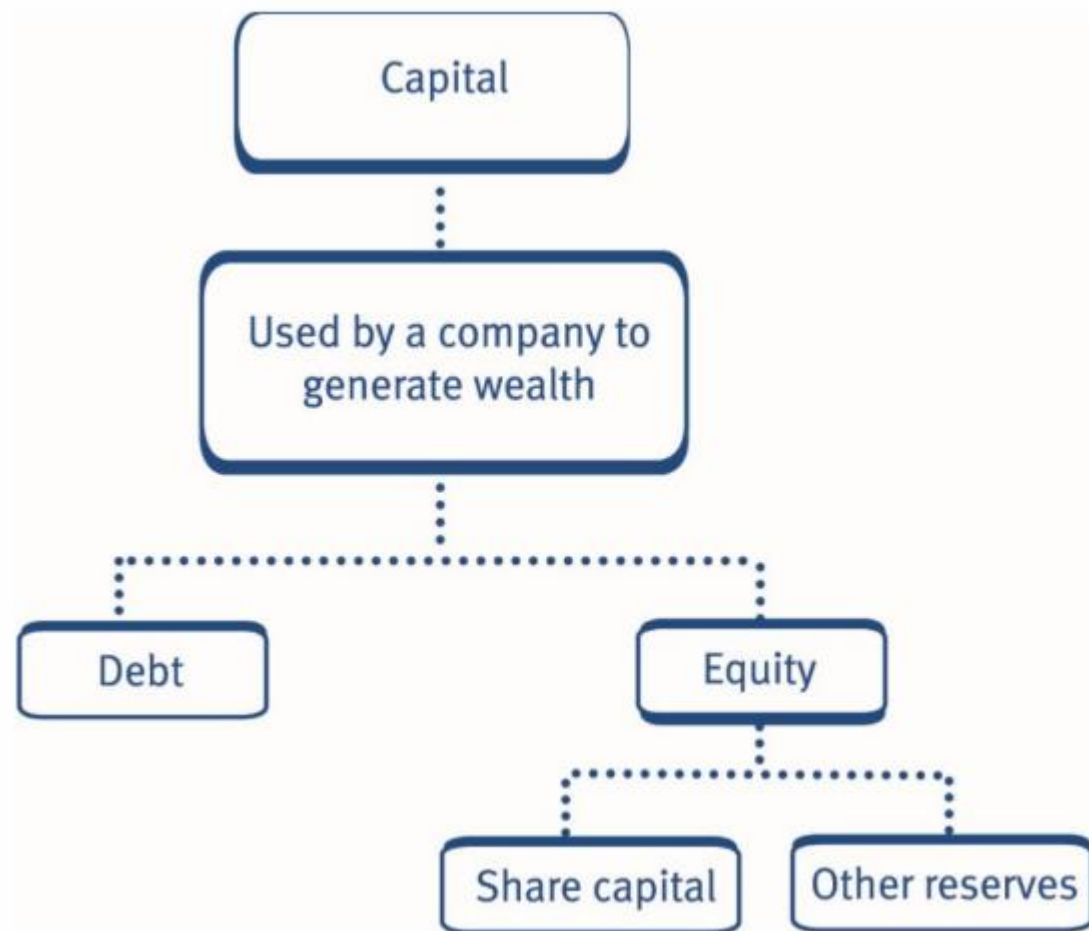 Capital
Used by a company to
generate wealth
Debt
Equity
Share capital
Other reserves